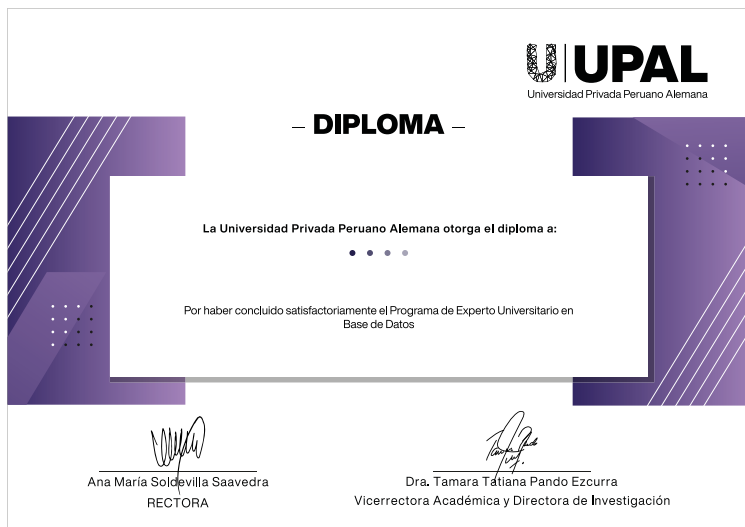 UPAL
Universidad Privada Peruano Alemana
– DIPLOMA –
La Universidad Privada Peruano Alemana otorga el diploma a:
Por haber concluido satisfactoriamente el Programa de Experto Universitario en
Base de Datos
Ana María Soldevilla Saavedra
RECTORA
Dra. Tamara Tatiana Pando Ezcurra
Vicerrectora Académica y Directora de Investigación